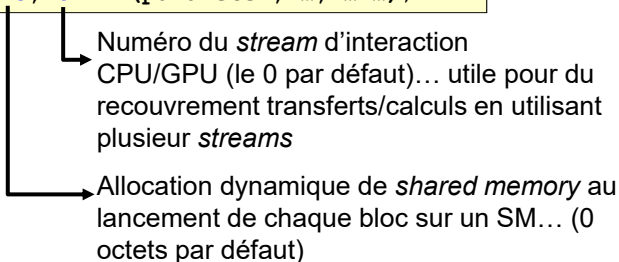 Numéro du stream d’interaction
CPU/GPU (le 0 par défaut)… utile pour du
recouvrement transferts/calculs en utilisant
plusieur streams
Allocation dynamique de shared memory au
lancement de chaque bloc sur un SM… (0
octets par défaut)